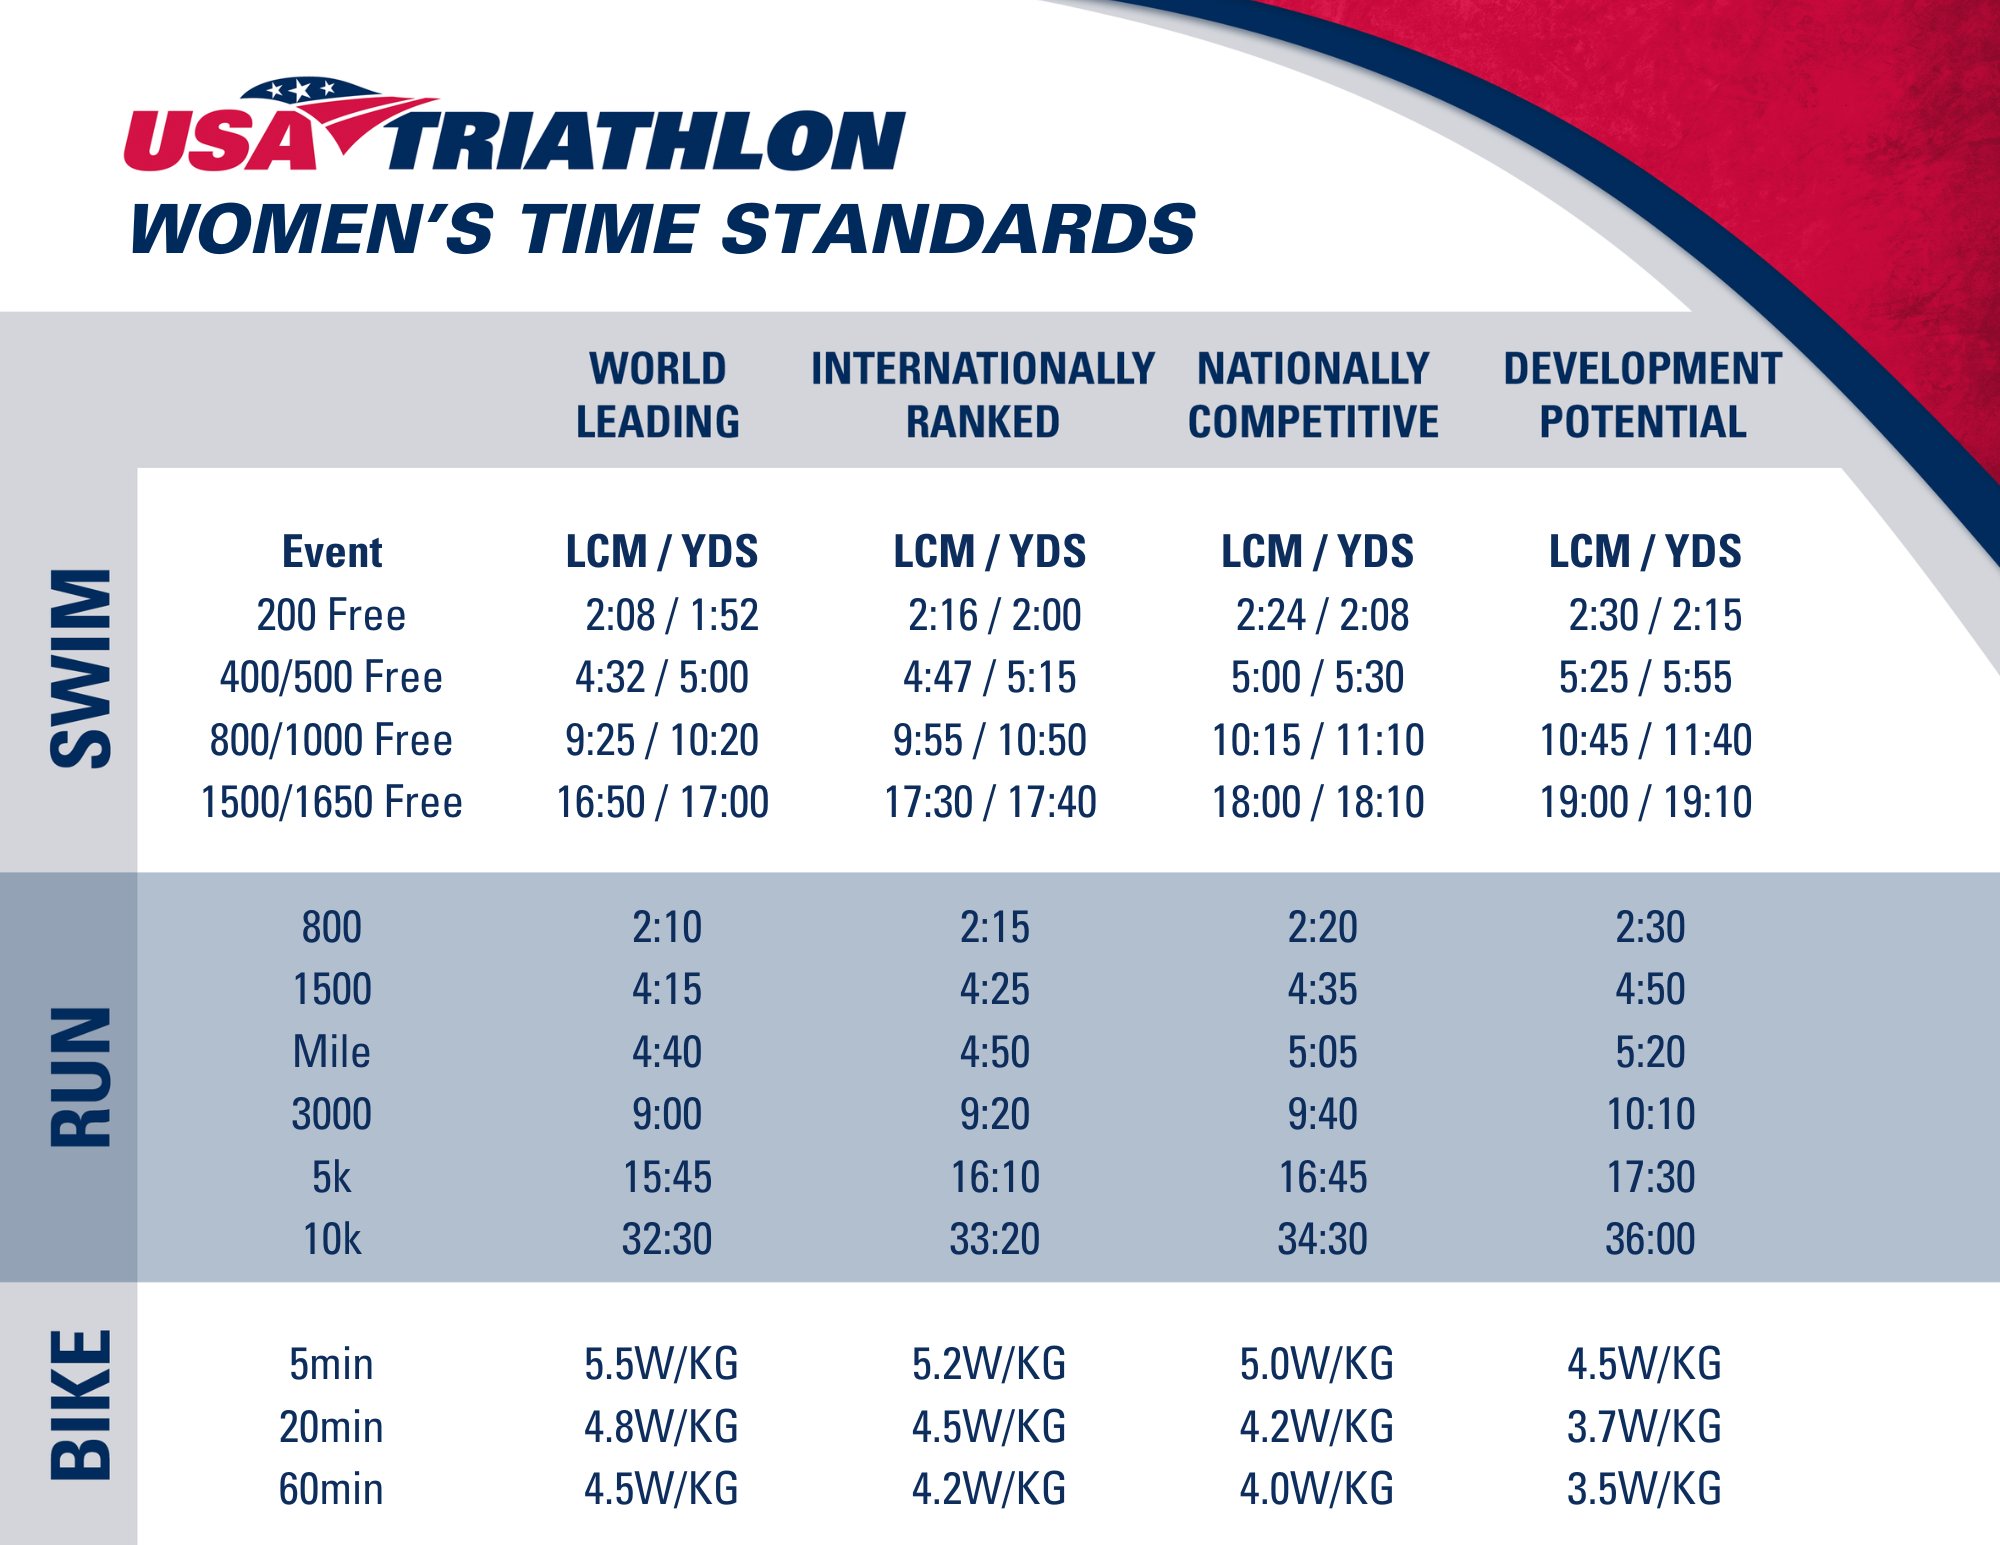 USA TRIATHLON
WOMEN'S TIME STANDARDS
WORLD LEADING INTERNATIONALLY RANKED NATIONALLY COMPETITIVE DEVELOPMENT POTENTIAL
SWIM
Event LCM / YDS LCM / YDS LCM / YDS LCM / YDS
200 Free 2:08 / 1:52 2:16 / 2:00 2:24 / 2:08 2:30 / 2:15
400/500 Free 4:32 / 5:00 4:47 / 5:15 5:00 / 5:30 5:25 / 5:55
800/1000 Free 9:25 / 10:20 9:55 / 10:50 10:15 / 11:10 10:45 / 11:40
1500/1650 Free 16:50 / 17:00 17:30 / 17:40 18:00 / 18:10 19:00 / 19:10
RUN
800 2:10 2:15 2:20 2:30
1500 4:15 4:25 4:35 4:50
Mile 4:40 4:50 5:05 5:20
3000 9:00 9:20 9:40 10:10
5k 15:45 16:10 16:45 17:30
10k 32:30 33:20 34:30 36:00
BIKE
5min 5.5W/KG 5.2W/KG 5.0W/KG 4.5W/KG
20min 4.8W/KG 4.5W/KG 4.2W/KG 3.7W/KG
60min 4.5W/KG 4.2W/KG 4.0W/KG 3.5W/KG